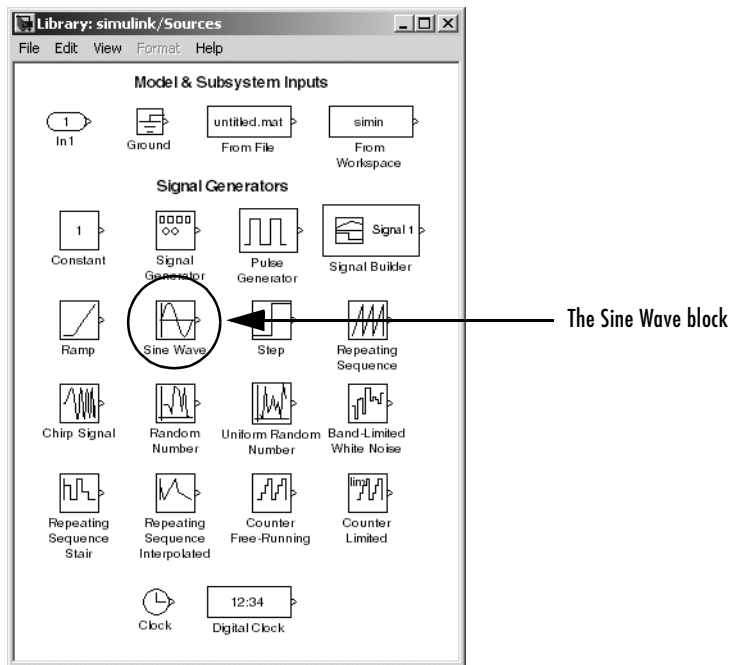 Library: simulink/Sources
File Edit View Format Help
Model & Subsystem Inputs
1
In1
Ground
untitled.mat
From File
simin
From
Workspace
Signal Generators
1
Constant
Signal
Generator
Pulse
Generator
Signal 1
Signal Builder
Ramp
Sine Wave
Step
Repeating
Sequence
The Sine Wave block
Chirp Signal
Random
Number
Uniform Random
Number
Band-Limited
White Noise
Repeating
Sequence
Stair
Repeating
Sequence
Interpolated
Counter
Free-Running
lim
Counter
Limited
Clock
12:34
Digital Clock